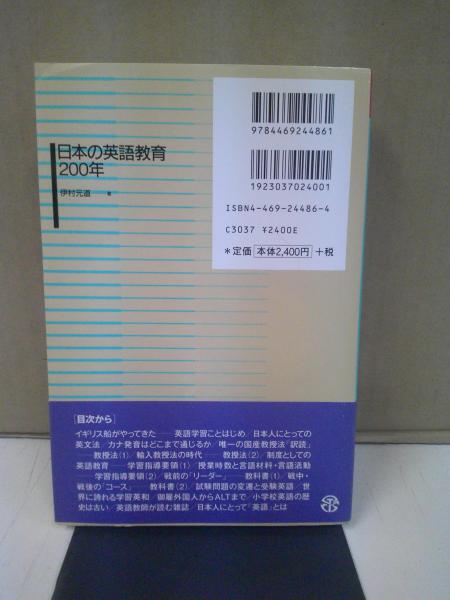 9784469244861
1923037024001
ISBN4-469-24486-4
C3037 ¥2400E
*定価 本体2,400円 +税
日本の英語教育
200年
伊村元道 著
[目次から]
イギリス船がやってきた──英語学習ことはじめ/日本人にとっての
英文法/カナ発音はどこまで通じるか/唯一の国産教授法「訳読」
──教授法(1)/輸入教授法の時代──教授法(2)/制度としての
英語教育──学習指導要領(1)/授業時数と言語材料・言語活動
──学習指導要領(2)/戦前の「リーダー」──教科書(1)/戦中・
戦後の「コース」──教科書(2)/試験問題の変遷と受験英語/世
界に誇れる学習英和/御雇外国人からALTまで/小学校英語の歴
史は古い/英語教師が読む雑誌/日本人にとって「英語」とは